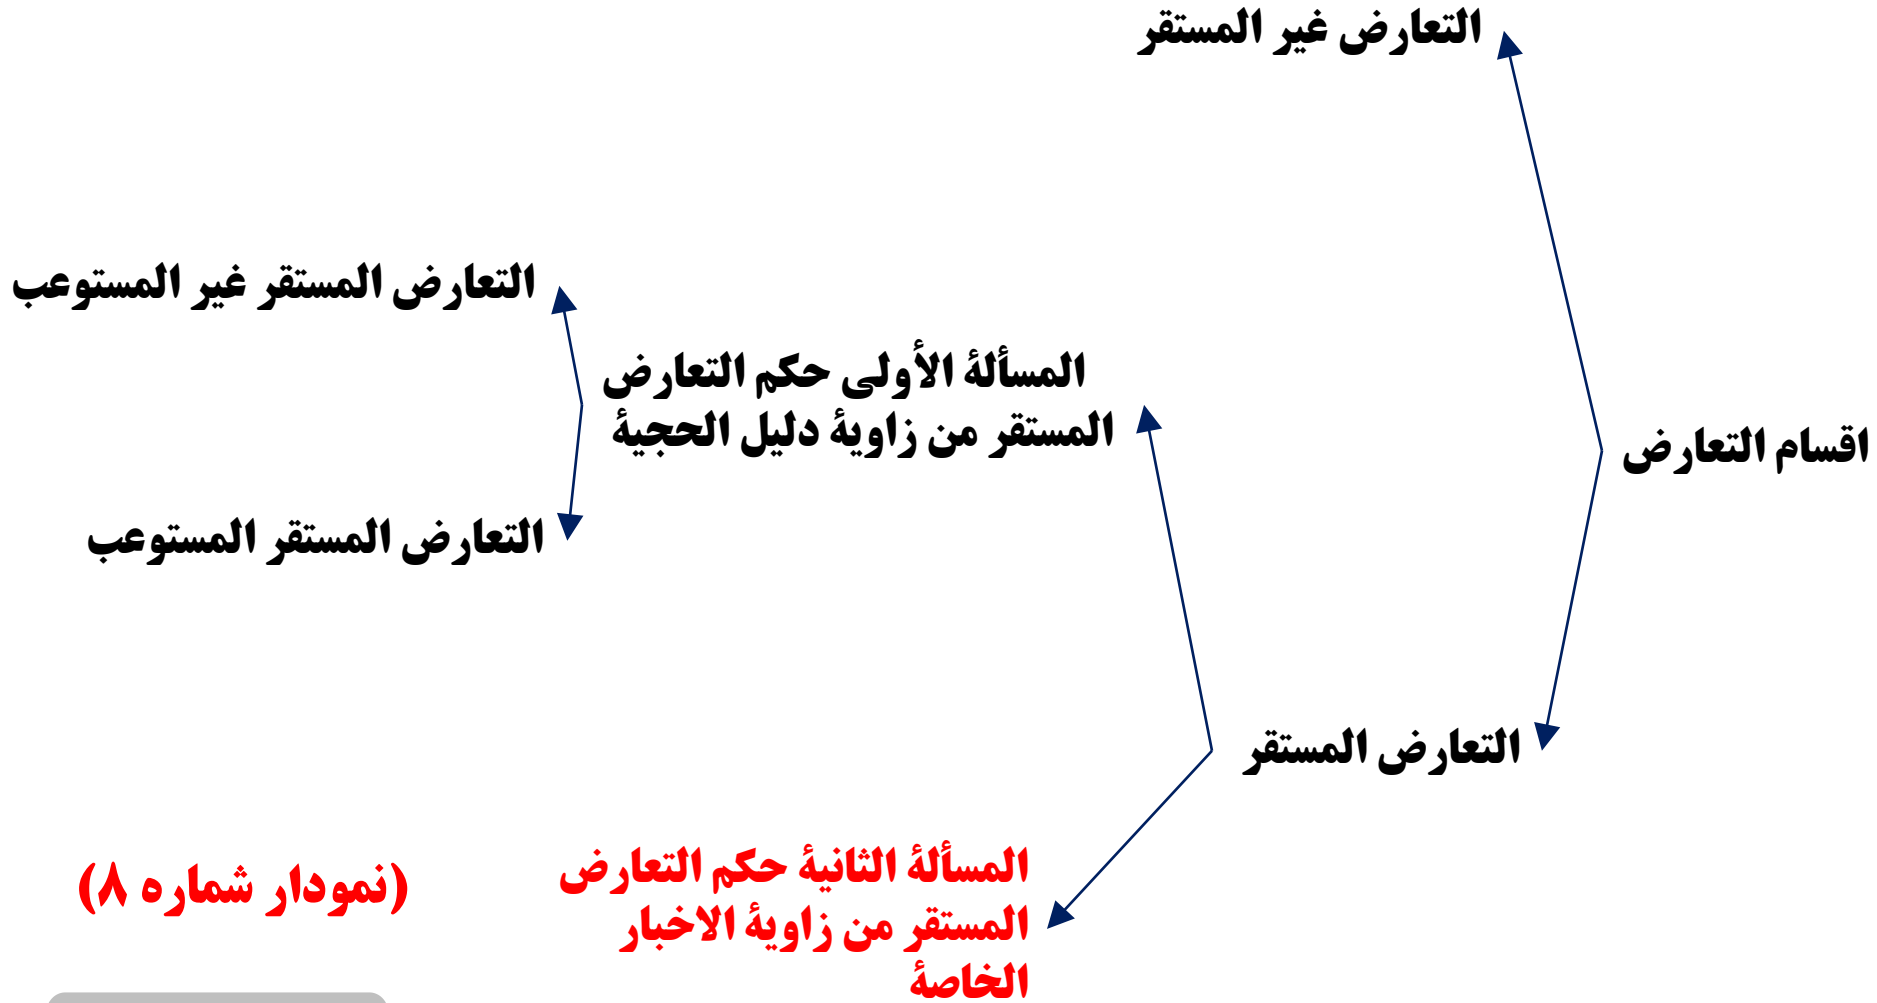 التعارض غير المستقر
اقسام التعارض
التعارض المستقر
المسألة الأولى حكم التعارض
المستقر من زاوية دليل الحجية
التعارض المستقر غير المستوعب
التعارض المستقر المستوعب
المسألة الثانية حكم التعارض
المستقر من زاوية الاخبار
الخاصة
(نمودار شماره ۸)